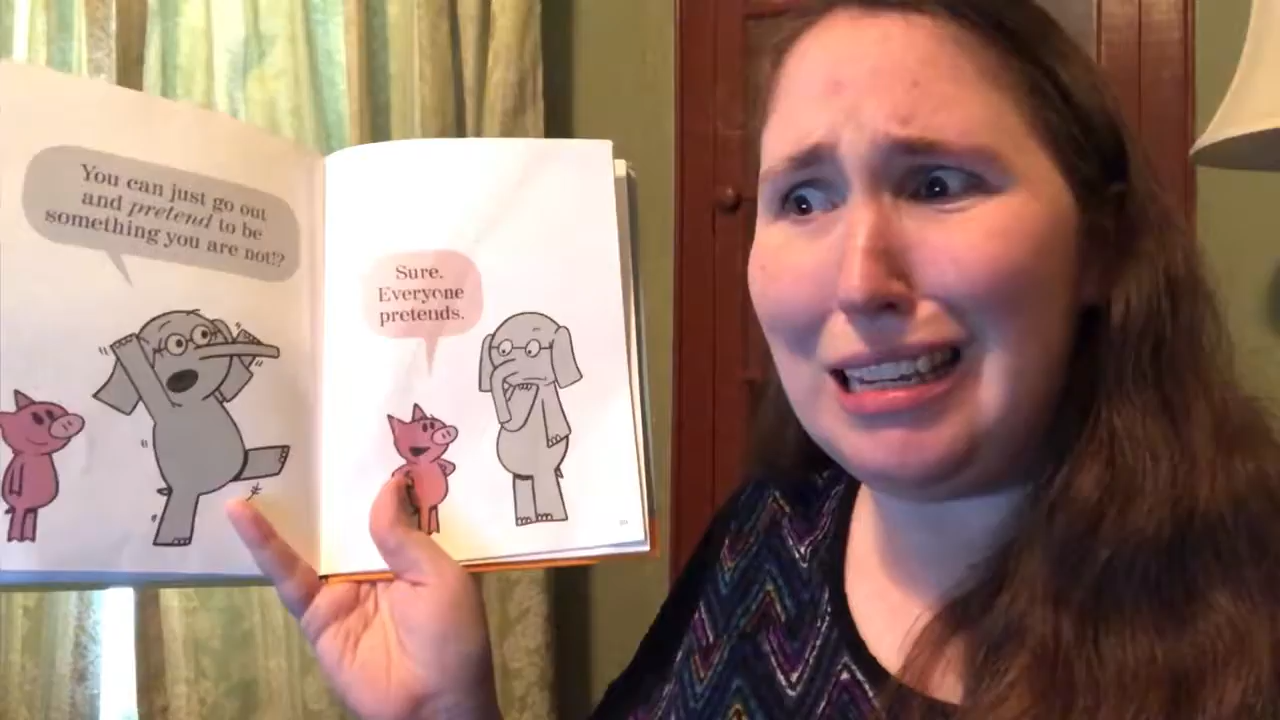 You can just go out
and pretend to be
something you are not!?
Sure.
Everyone
pretends.